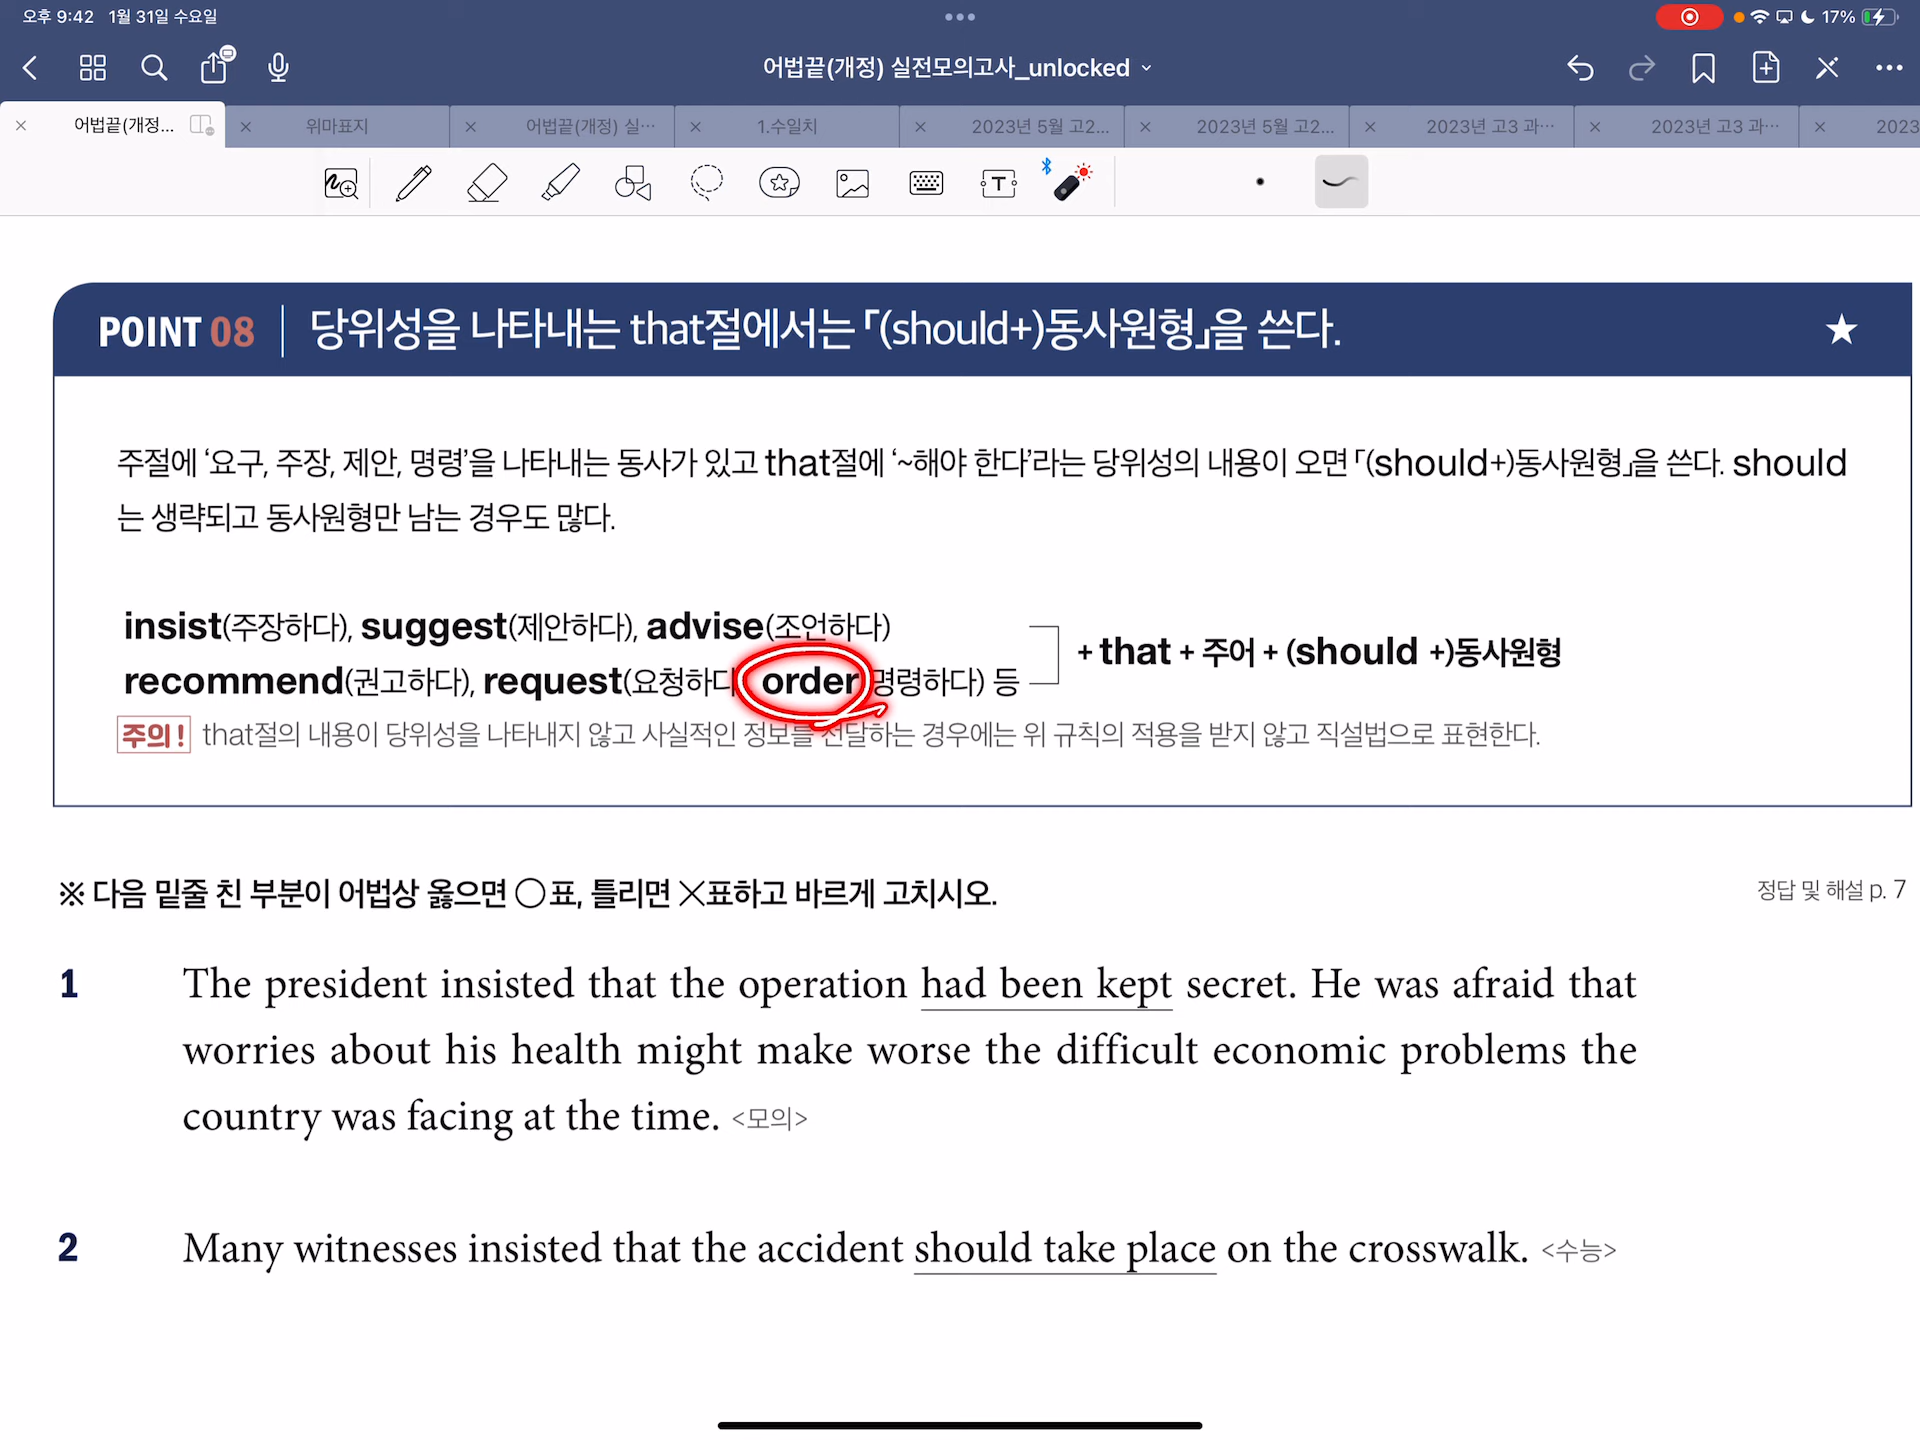 오후 9:42 1월 31일 수요일
17%
어법끝(개정) 실전모의고사_unlocked
어법끝(개정...
위마표지
어법끝(개정) 실…
1.수일치
2023년 5월 고2...
2023년 5월 고2...
2023년 고3 과…
2023년 고3 과…
2023
POINT 08 당위성을 나타내는 that절에서는 「(should+)동사원형」을 쓴다.
주절에 ‘요구, 주장, 제안, 명령’을 나타내는 동사가 있고 that절에 ‘~해야 한다’라는 당위성의 내용이 오면 「(should+)동사원형」을 쓴다. should
는 생략되고 동사원형만 남는 경우도 많다.
insist(주장하다), suggest(제안하다), advise(조언하다)
recommend(권고하다), request(요청하다 order 명령하다) 등
+ that + 주어 + (should +)동사원형
주의! that절의 내용이 당위성을 나타내지 않고 사실적인 정보를 전달하는 경우에는 위 규칙의 적용을 받지 않고 직설법으로 표현한다.
※ 다음 밑줄 친 부분이 어법상 옳으면 ◯표, 틀리면 ╳표하고 바르게 고치시오.
정답 및 해설 p. 7
1 The president insisted that the operation had been kept secret. He was afraid that
worries about his health might make worse the difficult economic problems the
country was facing at the time. <모의>
2 Many witnesses insisted that the accident should take place on the crosswalk. <수능>